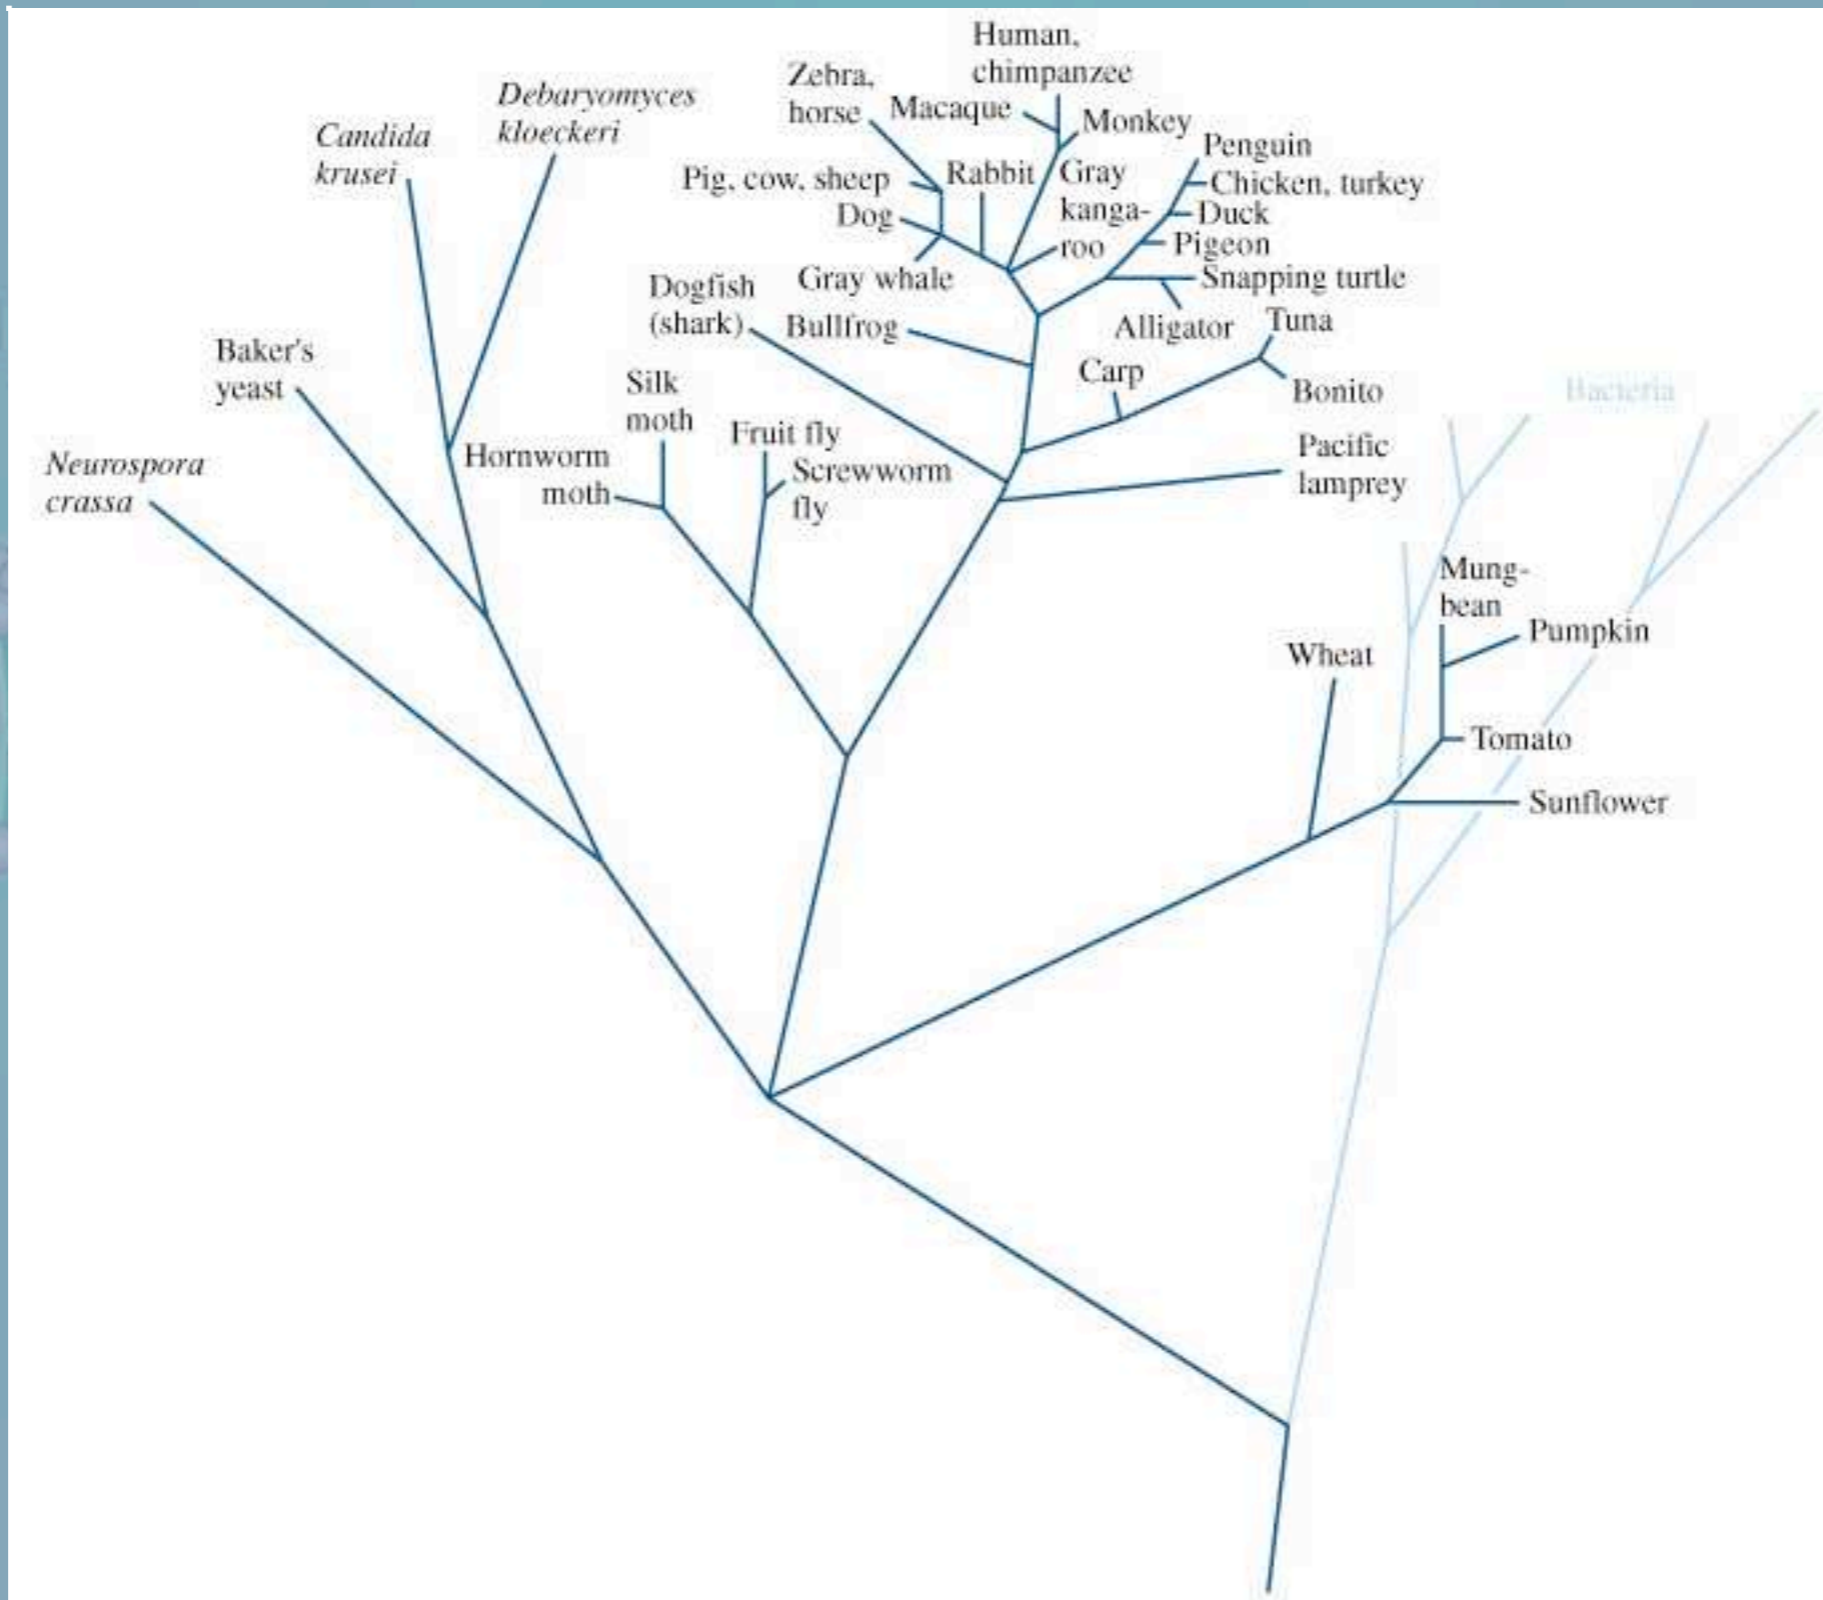 Human,
chimpanzee
Zebra,
horse
Macaque
Monkey
Debaryomyces
kloeckeri
Candida
krusei
Penguin
Pig, cow, sheep
Rabbit
Gray
kanga-
roo
Chicken, turkey
Dog
Duck
Pigeon
Gray whale
Snapping turtle
Dogfish
(shark)
Bullfrog
Alligator
Tuna
Baker's
yeast
Carp
Bonito
Bacteria
Silk
moth
Fruit fly
Pacific
lamprey
Neurospora
crassa
Hornworm
moth
Screwworm
fly
Mung-
bean
Pumpkin
Wheat
Tomato
Sunflower